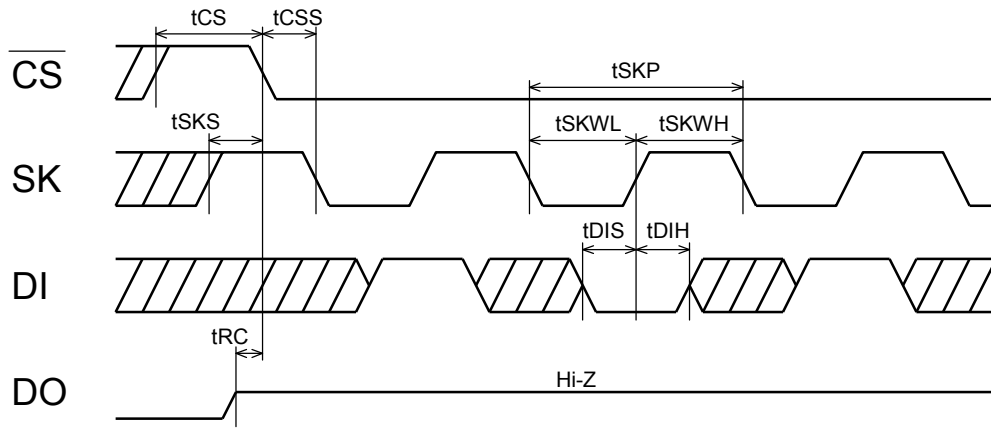 tCS tCSS
CS
tSKP
tSKS tSKWL tSKWH
SK
tDIS tDIH
DI
tRC
Hi-Z
DO